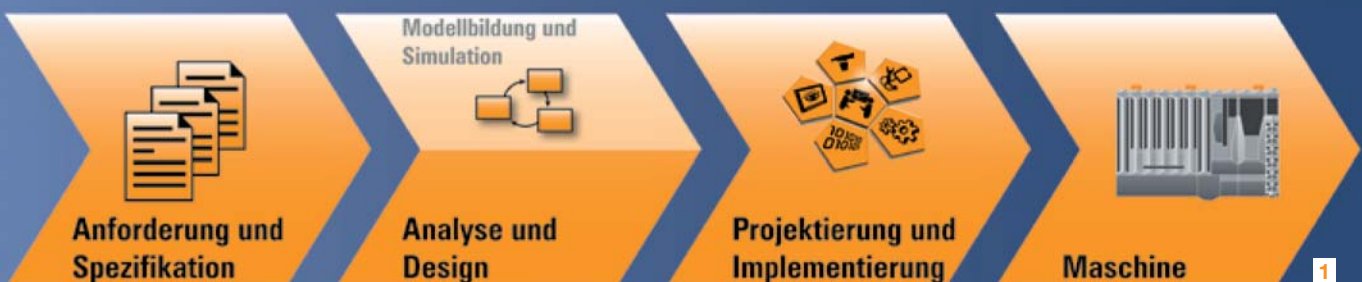 Modellbildung und
Simulation
Anforderung und
Spezifikation
Analyse und
Design
Projektierung und
Implementierung
Maschine
1